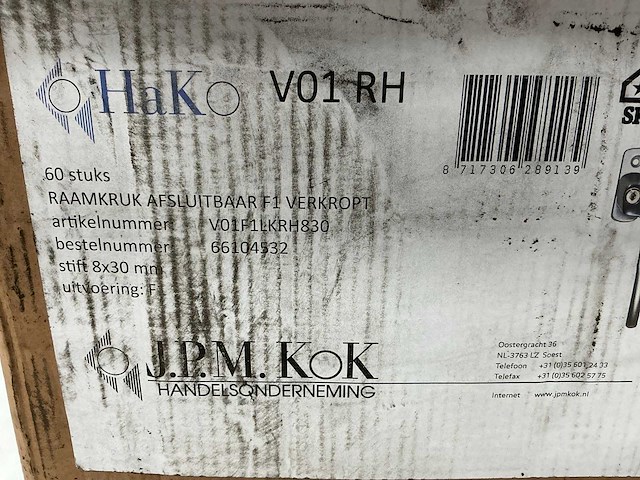 HaKo V01 RH
8 717306 289139
SP
60 stuks
RAAMKRUK AFSLUITBAAR F1 VERKROPT
artikelnummer V01F1LKRH830
bestelnummer 66104532
stift 8x30 mm
uitvoering: F
J.P.M. KoK
HANDELSONDERNEMING
Oostergracht 36
NL-3763 LZ Soest
Telefoon +31 (0)35 601 24 33
Telefax +31 (0)35 602 57 75
Internet www.jpmkok.nl